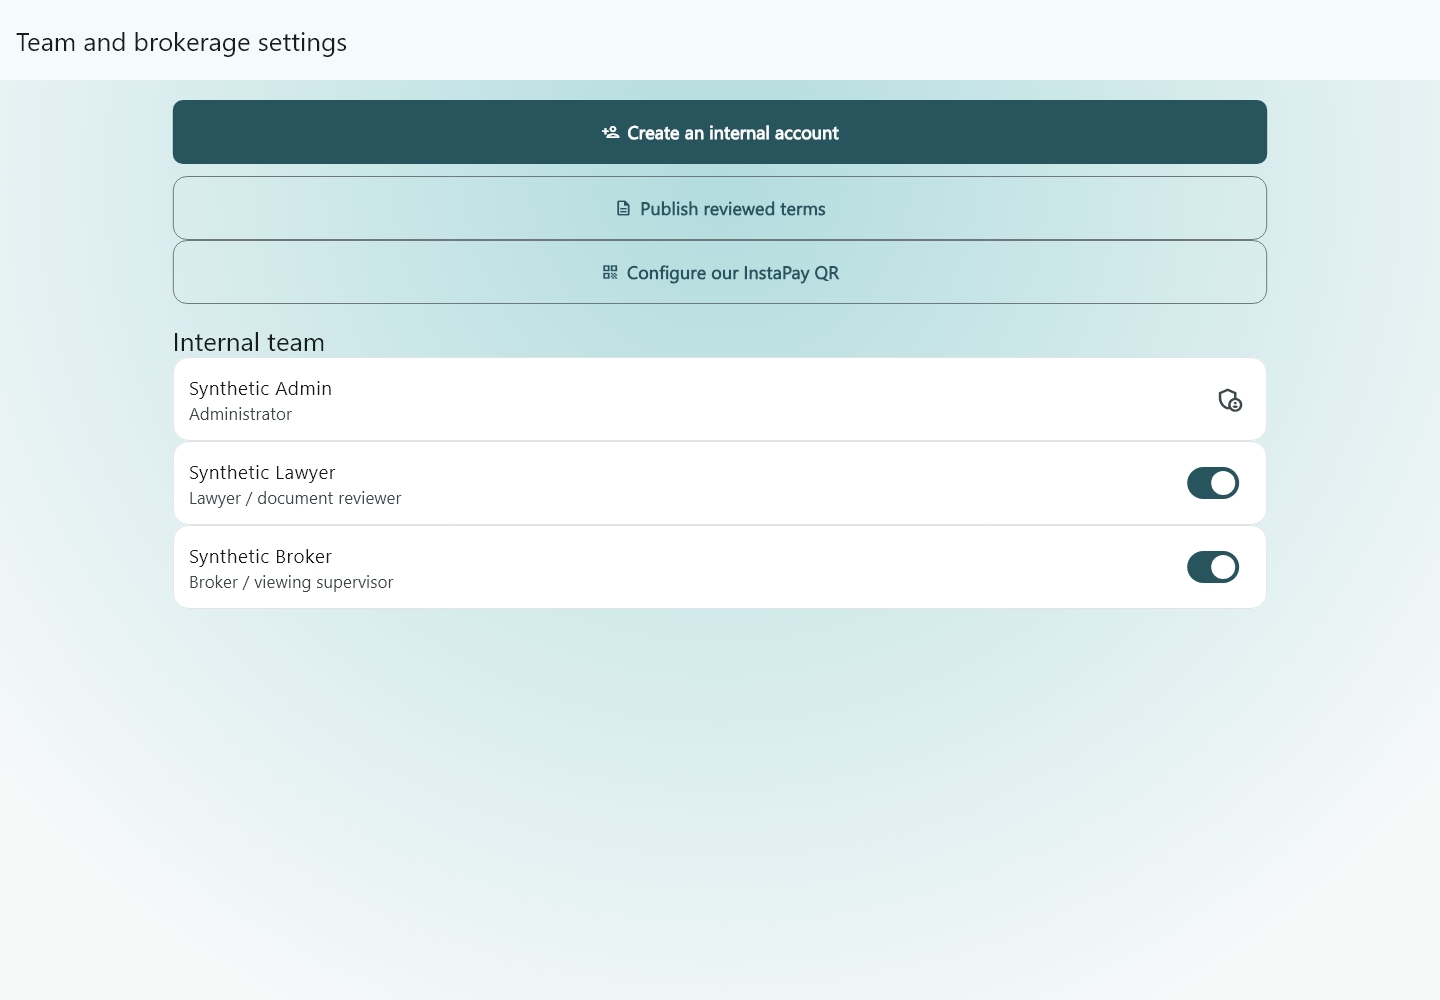 Team and brokerage settings
Create an internal account
Publish reviewed terms
Configure our InstaPay QR
Internal team
Synthetic Admin
Administrator
Synthetic Lawyer
Lawyer / document reviewer
Synthetic Broker
Broker / viewing supervisor